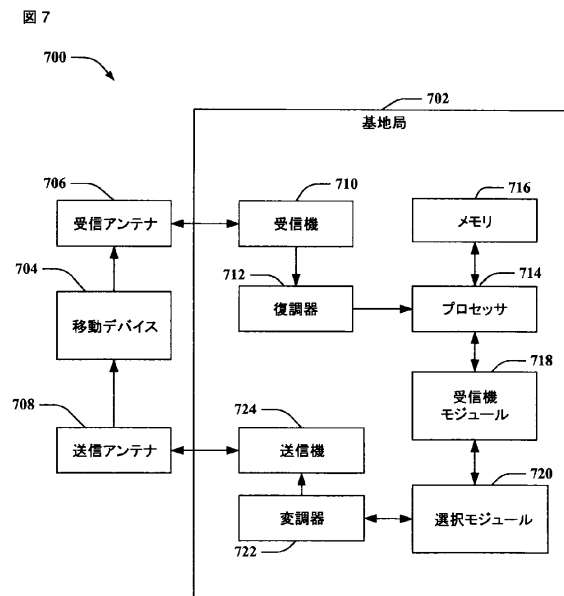 図 7
700
702
基地局
706
受信アンテナ
710
受信機
716
メモリ
704
移動デバイス
712
復調器
714
プロセッサ
718
受信機
モジュール
708
送信アンテナ
724
送信機
720
選択モジュール
変調器
722